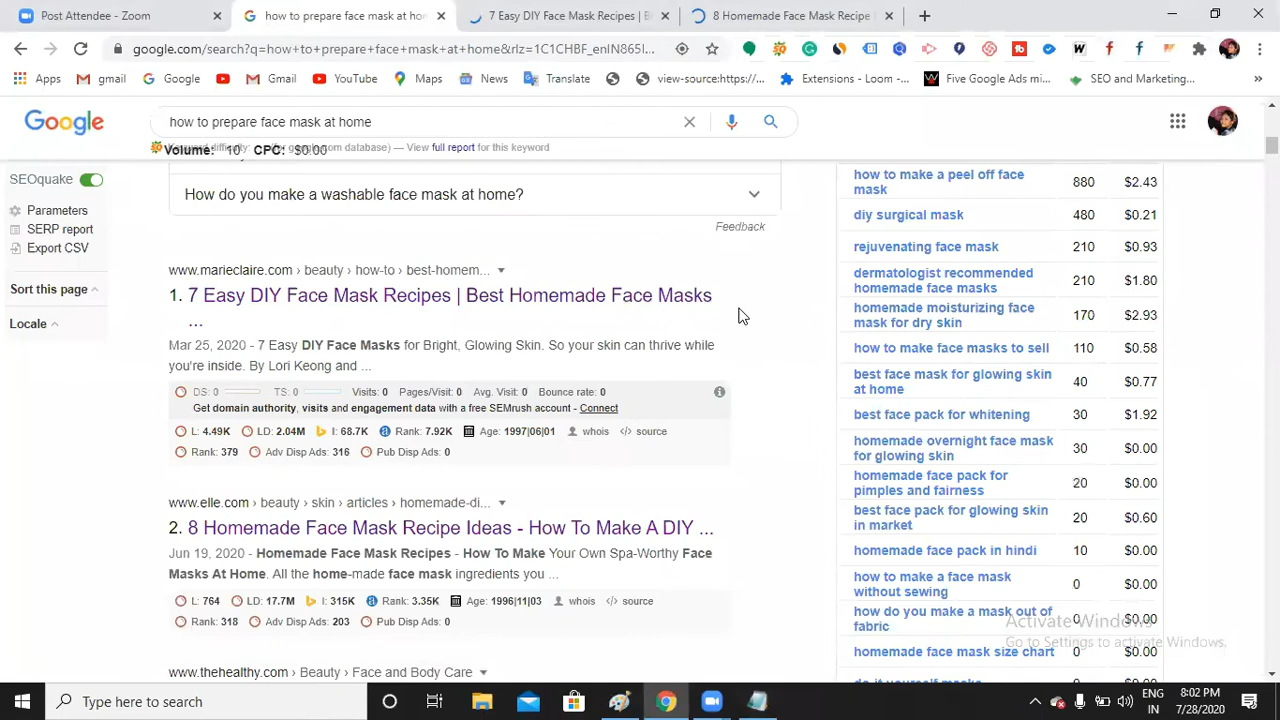 Post Attendee - Zoom
how to prepare face mask at hom
7 Easy DIY Face Mask Recipes | B
8 Homemade Face Mask Recipe I
google.com/search?q=how+to+prepare+face+mask+at+home&rlz=1C1CHBF_enIN865I...
Apps
gmail
Google
Gmail
YouTube
Maps
News
Translate
view-source:https://...
Extensions - Loom -...
Five Google Ads mi...
SEO and Marketing...
Google
how to prepare face mask at home
Volume: 10 CPC: $0.00
database) — View full report for this keyword
SEOquake
Parameters
SERP report
Export CSV
Sort this page
Locale
How do you make a washable face mask at home?
Feedback
www.marieclaire.com › beauty › how-to › best-homem...
1. 7 Easy DIY Face Mask Recipes | Best Homemade Face Masks
...
Mar 25, 2020 - 7 Easy DIY Face Masks for Bright, Glowing Skin. So your skin can thrive while
you're inside. By Lori Keong and ...
DS: 0 TS: 0 Visits: 0 Pages/Visit: 0 Avg. Visit: 0 Bounce rate: 0
Get domain authority, visits and engagement data with a free SEMrush account - Connect
L: 4.49K LD: 2.04M I: 68.7K Rank: 7.92K Age: 1997|06|01 whois </> source
Rank: 379 Adv Disp Ads: 316 Pub Disp Ads: 0
www.elle.com › beauty › skin › articles › homemade-di...
2. 8 Homemade Face Mask Recipe Ideas - How To Make A DIY ...
Jun 19, 2020 - Homemade Face Mask Recipes - How To Make Your Own Spa-Worthy Face
Masks At Home. All the home-made face mask ingredients you ...
L: 764 LD: 17.7M I: 315K Rank: 3.35K Age: 1996|11|03 whois </> source
Rank: 318 Adv Disp Ads: 203 Pub Disp Ads: 0
www.thehealthy.com › Beauty › Face and Body Care
how to make a peel off face
mask 880 $2.43
diy surgical mask 480 $0.21
rejuvenating face mask 210 $0.93
dermatologist recommended
homemade face masks 210 $1.80
homemade moisturizing face
mask for dry skin 170 $2.93
how to make face masks to sell 110 $0.58
best face mask for glowing skin
at home 40 $0.77
best face pack for whitening 30 $1.92
homemade overnight face mask
for glowing skin 30 $0.00
homemade face pack for
pimples and fairness 20 $0.00
best face pack for glowing skin
in market 20 $0.60
homemade face pack in hindi 10 $0.00
how to make a face mask
without sewing 0 $0.00
how do you make a mask out of
fabric 0 $0.00
homemade face mask size chart 0 $0.00
Activate Windows
Go to Settings to activate Windows.
Type here to search
ENG
IN
8:02 PM
7/28/2020